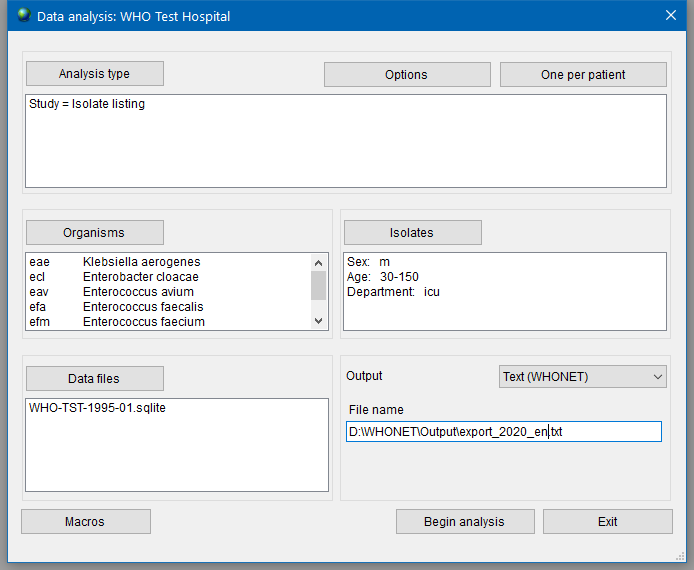 Data analysis: WHO Test Hospital
Analysis type
Options
One per patient
Study = Isolate listing
Organisms
eae Klebsiella aerogenes
ecl Enterobacter cloacae
eav Enterococcus avium
efa Enterococcus faecalis
efm Enterococcus faecium
Isolates
Sex: m
Age: 30-150
Department: icu
Data files
WHO-TST-1995-01.sqlite
Output
Text (WHONET)
File name
D:\WHONET\Output\export_2020_en.txt
Macros
Begin analysis
Exit